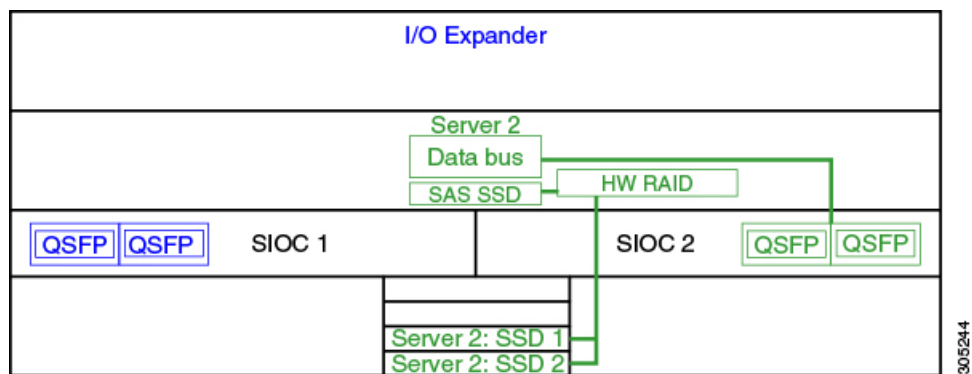 I/O Expander
Server 2
Data bus
HW RAID
SAS SSD
QSFP QSFP SIOC 1 SIOC 2 QSFP QSFP
Server 2: SSD 1
Server 2: SSD 2
305244